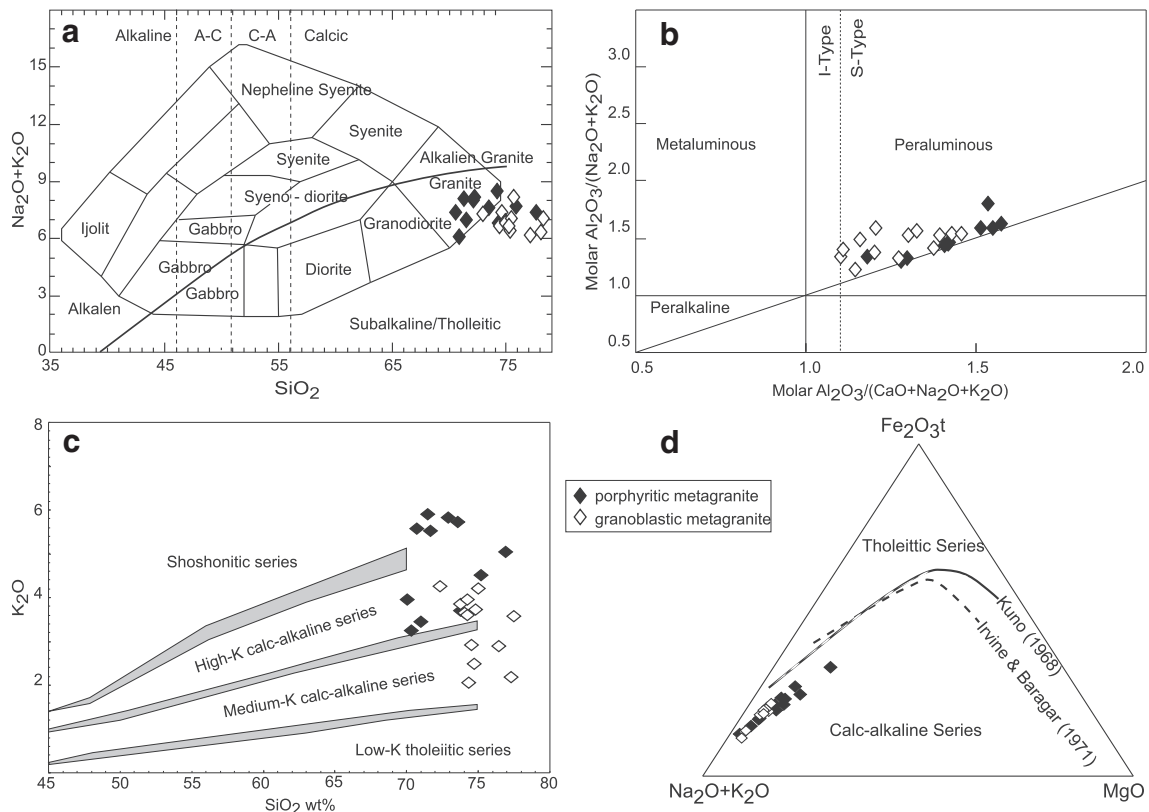 a
Alkaline A-C C-A Calcic
15
12
9
6
3
0
Na2O+K2O
Nepheline Syenite
Syenite
Syenite
Alkalien Granite
Granite
Syeno - diorite
Ijolit
Gabbro
Granodiorite
Gabbro
Diorite
Gabbro
Alkalen
Subalkaline/Tholleitic
35 45 55 65 75
SiO2
b
I-Type
S-Type
3.0
2.5
2.0
1.5
1.0
0.5
Molar Al2O3/(Na2O+K2O)
Metaluminous
Peraluminous
Peralkaline
0.5 1.0 1.5 2.0
Molar Al2O3/(CaO+Na2O+K2O)
c
8
6
4
2
K2O
Shoshonitic series
High-K calc-alkaline series
Medium-K calc-alkaline series
Low-K tholeiitic series
45 50 55 60 65 70 75 80
SiO2 wt%
porphyritic metagranite
granoblastic metagranite
d
Fe2O3t
Tholeittic Series
Kuno (1968)
Irvine & Baragar (1971)
Calc-alkaline Series
Na2O+K2O
MgO